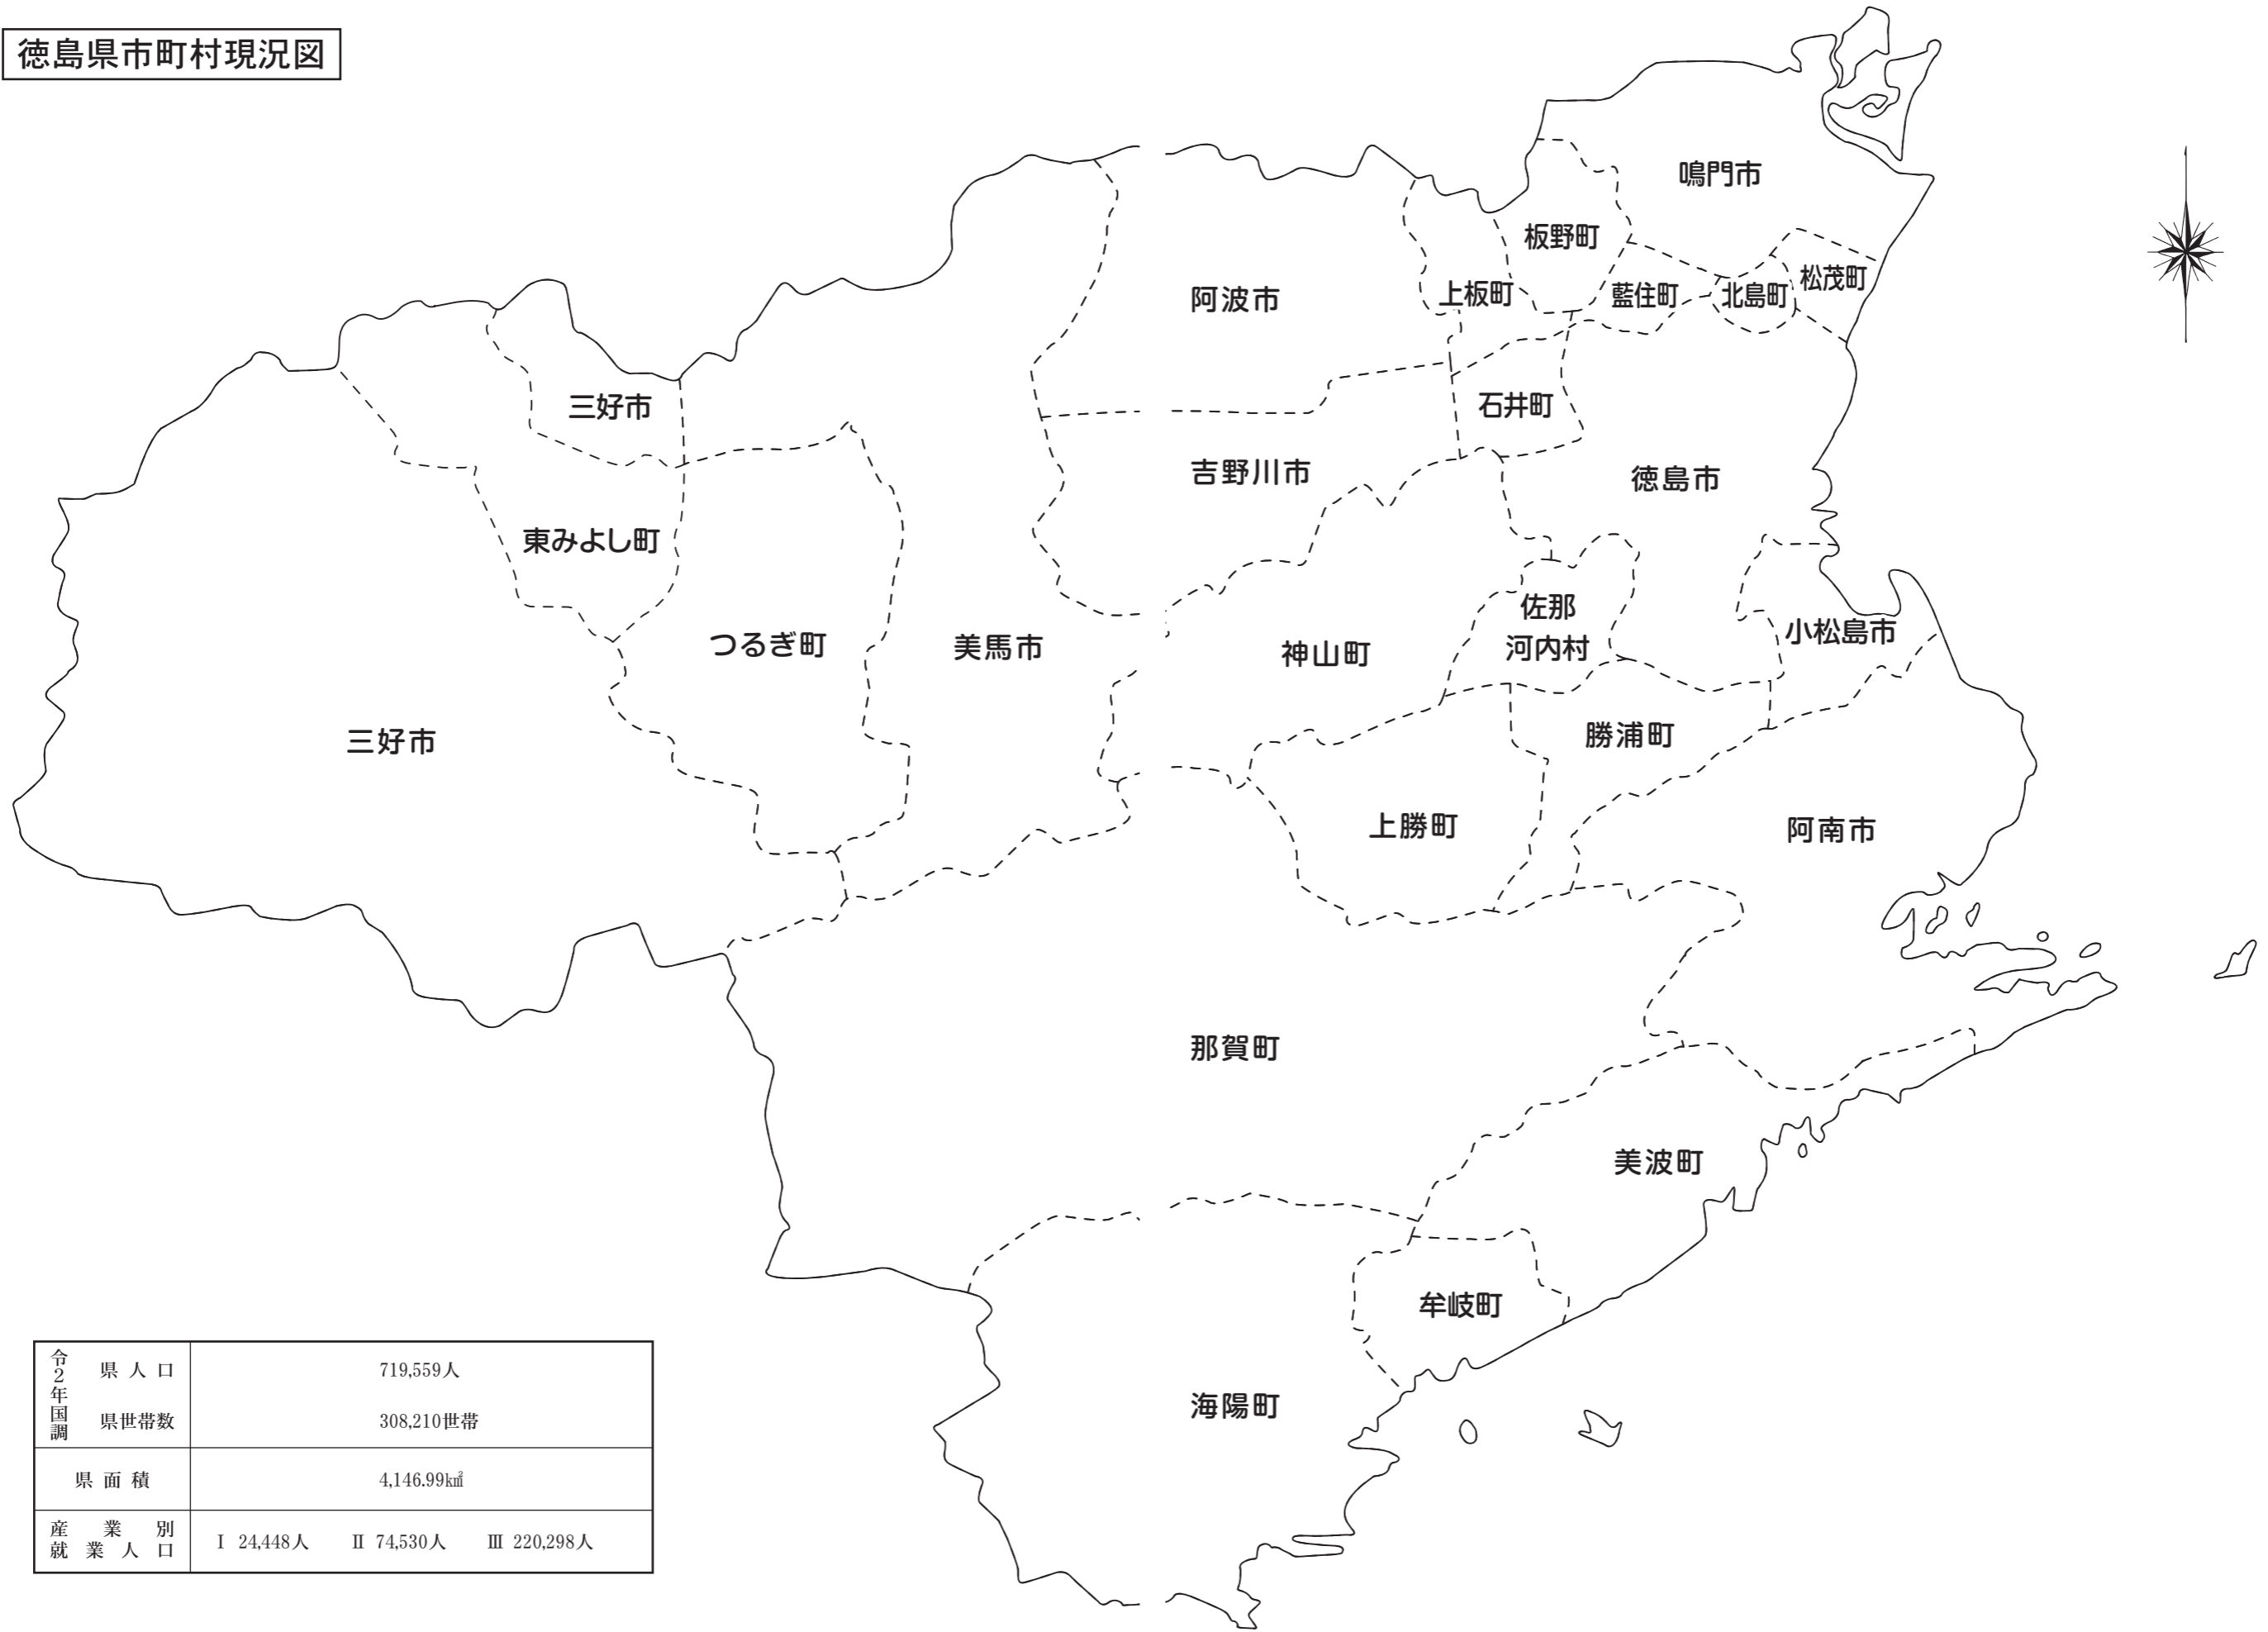 徳島県市町村現況図
鳴門市
板野町
松茂町
上板町
藍住町
北島町
阿波市
三好市
石井町
吉野川市
徳島市
東みよし町
佐那
河内村
小松島市
つるぎ町
美馬市
神山町
勝浦町
三好市
上勝町
阿南市
那賀町
美波町
牟岐町
海陽町
令2年国調
県人口 719,559人
県世帯数 308,210世帯
県面積 4,146.99㎢
産業別
就業人口 Ⅰ 24,448人 Ⅱ 74,530人 Ⅲ 220,298人